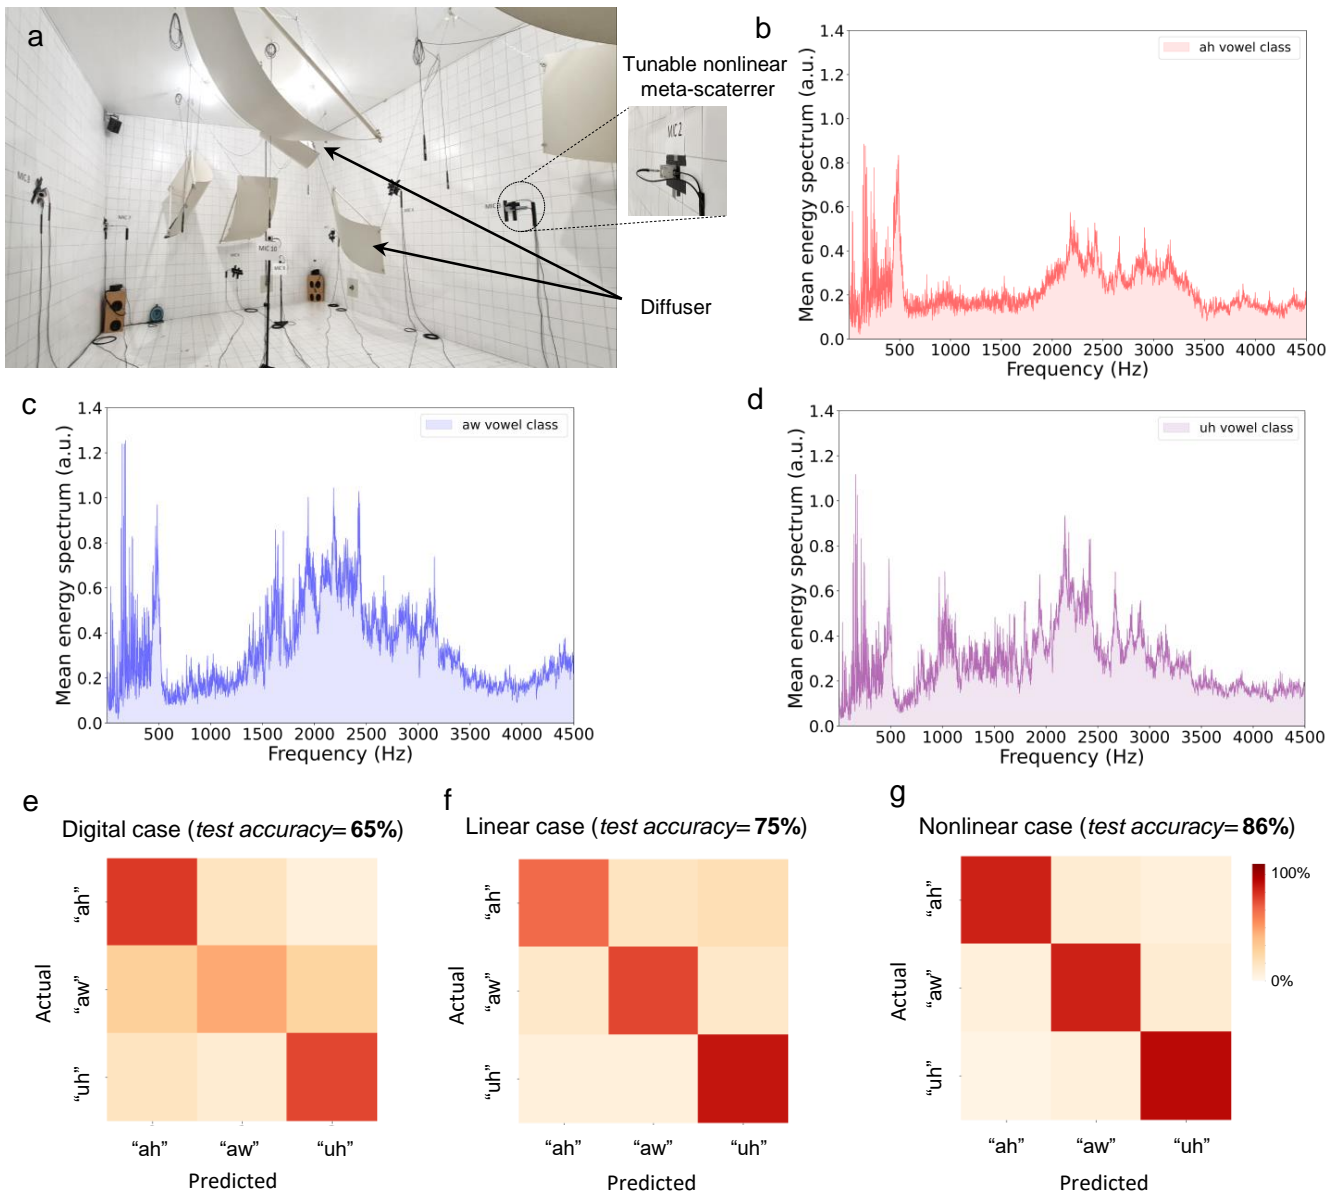 a
Tunable nonlinear
meta-scaterrer
MIC 2
MIC 10
Diffuser
b
ah vowel class
Mean energy spectrum (a.u.)
1.4
1.2
1.0
0.8
0.6
0.4
0.2
0.0
500 1000 1500 2000 2500 3000 3500 4000 4500
Frequency (Hz)
c
aw vowel class
Mean energy spectrum (a.u.)
1.4
1.2
1.0
0.8
0.6
0.4
0.2
0.0
500 1000 1500 2000 2500 3000 3500 4000 4500
Frequency (Hz)
d
uh vowel class
Mean energy spectrum (a.u.)
1.4
1.2
1.0
0.8
0.6
0.4
0.2
0.0
500 1000 1500 2000 2500 3000 3500 4000 4500
Frequency (Hz)
e
Digital case (test accuracy= 65%)
Actual
“ah”
“aw”
“uh”
“ah” “aw” “uh”
Predicted
f
Linear case (test accuracy= 75%)
Actual
“ah”
“aw”
“uh”
“ah” “aw” “uh”
Predicted
g
Nonlinear case (test accuracy= 86%)
Actual
“ah”
“aw”
“uh”
“ah” “aw” “uh”
Predicted
100%
0%